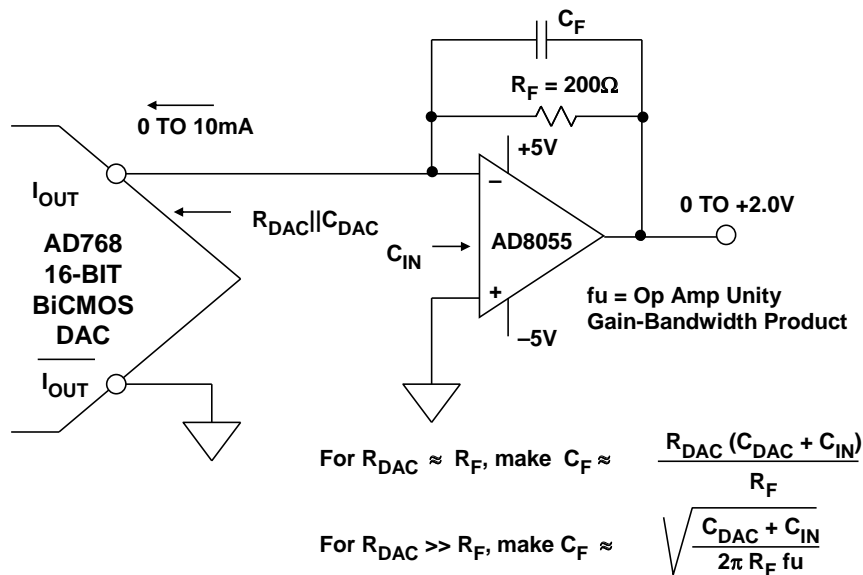 C_F
R_F = 200Ω
0 TO 10mA
+5V
–
I_OUT
R_DAC||C_DAC
0 TO +2.0V
AD768
16-BIT
BiCMOS
DAC
C_IN
AD8055
+
–5V
fu = Op Amp Unity
Gain-Bandwidth Product
I_OUT
For R_DAC ≈ R_F, make C_F ≈ R_DAC (C_DAC + C_IN)
R_F
For R_DAC >> R_F, make C_F ≈ √ C_DAC + C_IN
2π R_F fu